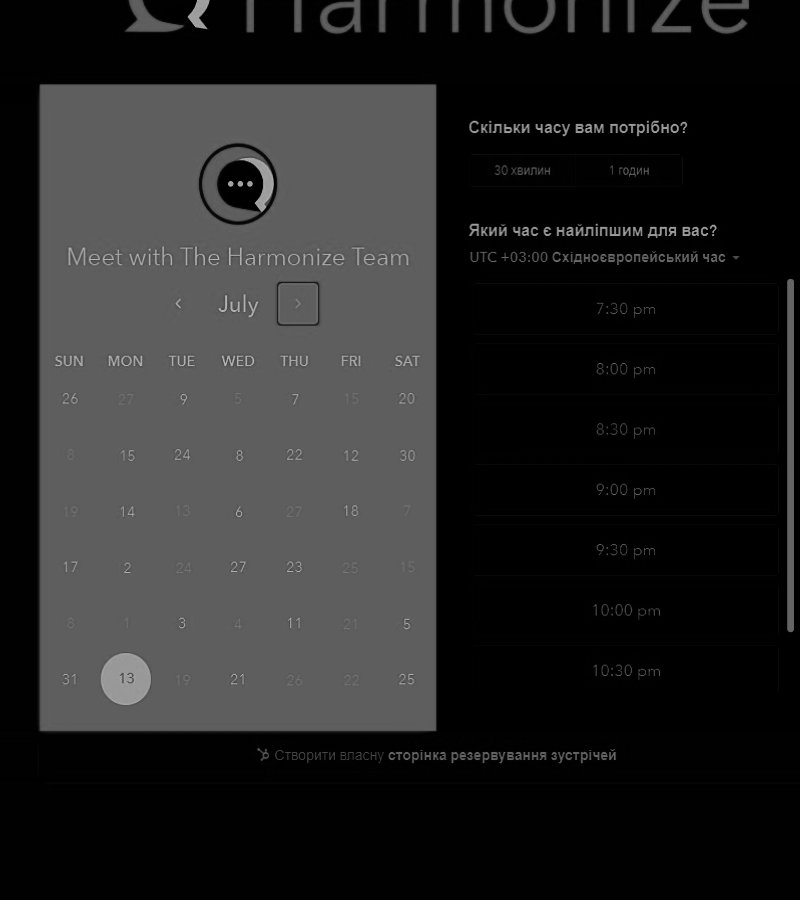 Harmonize
Meet with The Harmonize Team
July
SUN MON TUE WED THU FRI SAT
26 27 9 5 7 15 20
8 15 24 8 22 12 30
19 14 13 6 27 18 7
17 2 24 27 23 25 15
8 1 3 4 11 21 5
31 13 19 21 26 22 25
Скільки часу вам потрібно?
30 хвилин 1 годин
Який час є найліпшим для вас?
UTC +03:00 Східноєвропейський час
7:30 pm
8:00 pm
8:30 pm
9:00 pm
9:30 pm
10:00 pm
10:30 pm
Створити власну сторінка резервування зустрічей